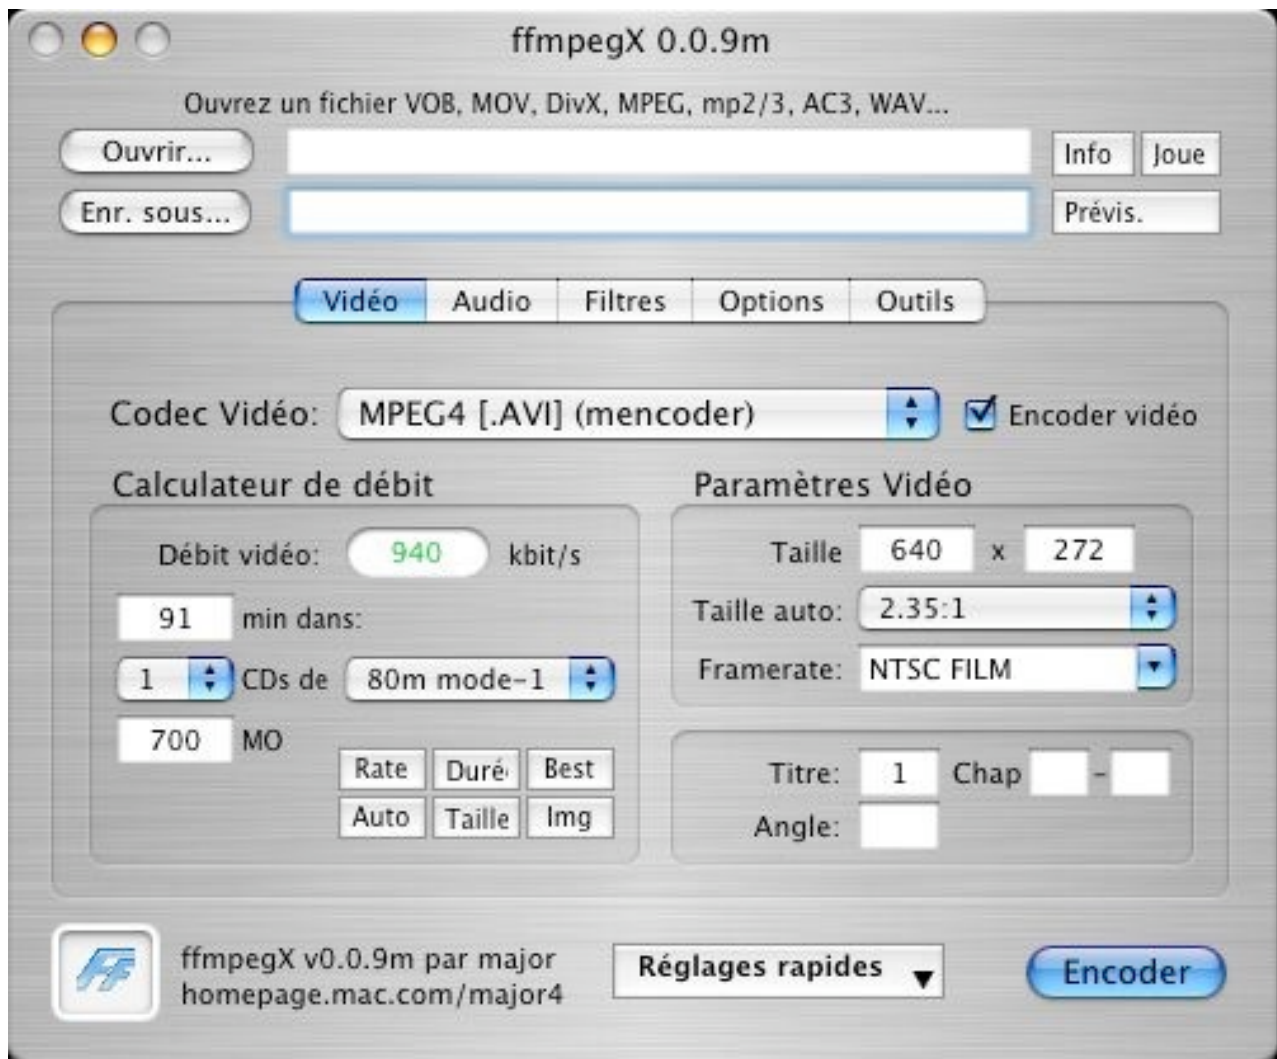 ffmpegX 0.0.9m
Ouvrez un fichier VOB, MOV, DivX, MPEG, mp2/3, AC3, WAV...
Ouvrir... Info Joue
Enr. sous... Prévis.
Vidéo Audio Filtres Options Outils
Codec Vidéo: MPEG4 [.AVI] (mencoder) Encoder vidéo
Calculateur de débit
Débit vidéo: 940 kbit/s
91 min dans:
1 CDs de 80m mode-1
700 MO
Rate Duré Best
Auto Taille Img
Paramètres Vidéo
Taille 640 x 272
Taille auto: 2.35:1
Framerate: NTSC FILM
Titre: 1 Chap -
Angle:
FF
ffmpegX v0.0.9m par major
homepage.mac.com/major4
Réglages rapides
Encoder